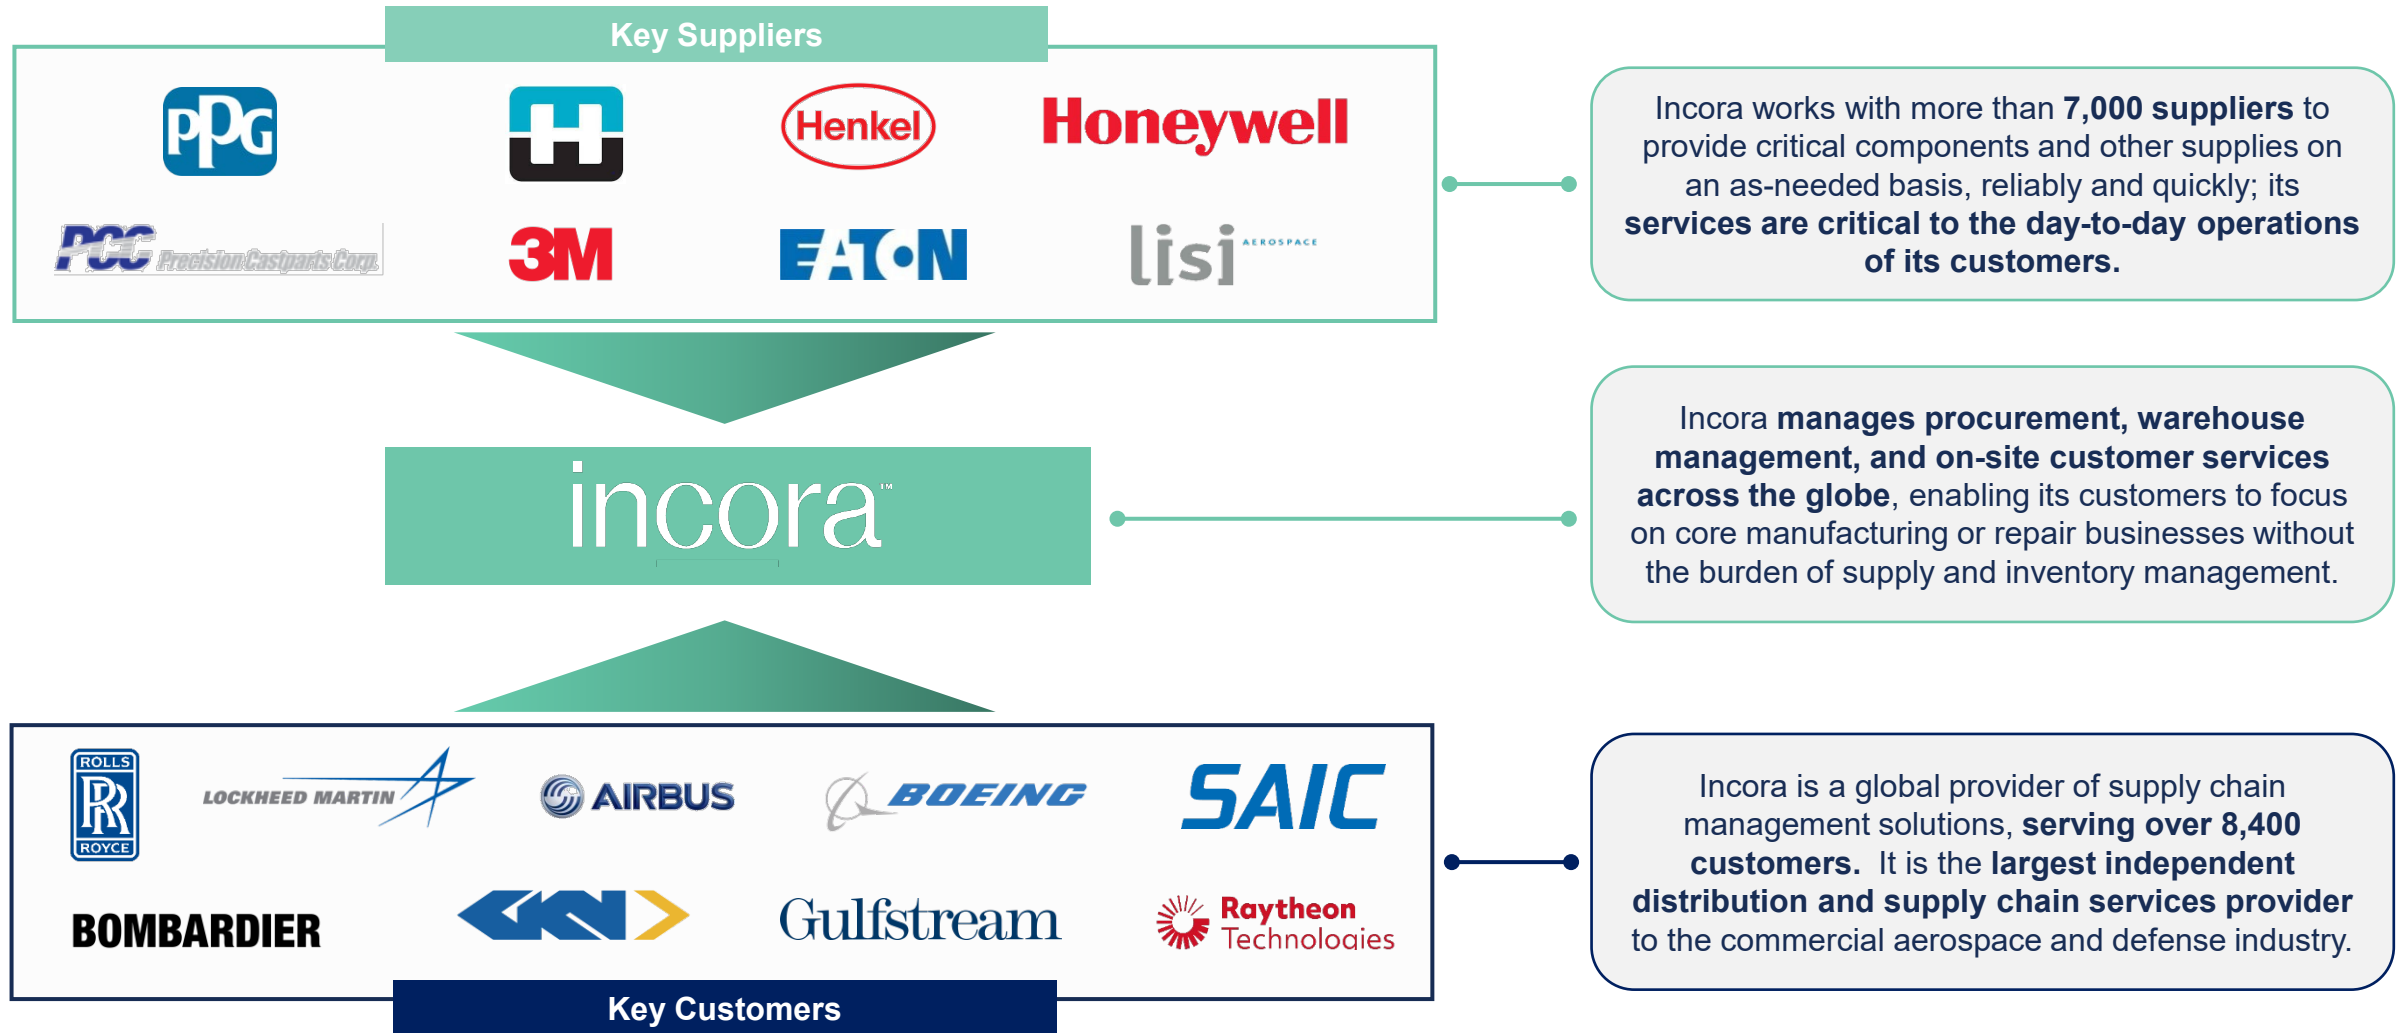 Key Suppliers
PPG
H
Henkel
Honeywell
PCC Precision Castparts Corp.
3M
EATON
lisi AEROSPACE
Incora works with more than 7,000 suppliers to
provide critical components and other supplies on
an as-needed basis, reliably and quickly; its
services are critical to the day-to-day operations
of its customers.
incora™
Incora manages procurement, warehouse
management, and on-site customer services
across the globe, enabling its customers to focus
on core manufacturing or repair businesses without
the burden of supply and inventory management.
ROLLS
RR
ROYCE
LOCKHEED MARTIN
AIRBUS
BOEING
SAIC
BOMBARDIER
GKN
Gulfstream
Raytheon
Technologies
Key Customers
Incora is a global provider of supply chain
management solutions, serving over 8,400
customers. It is the largest independent
distribution and supply chain services provider
to the commercial aerospace and defense industry.